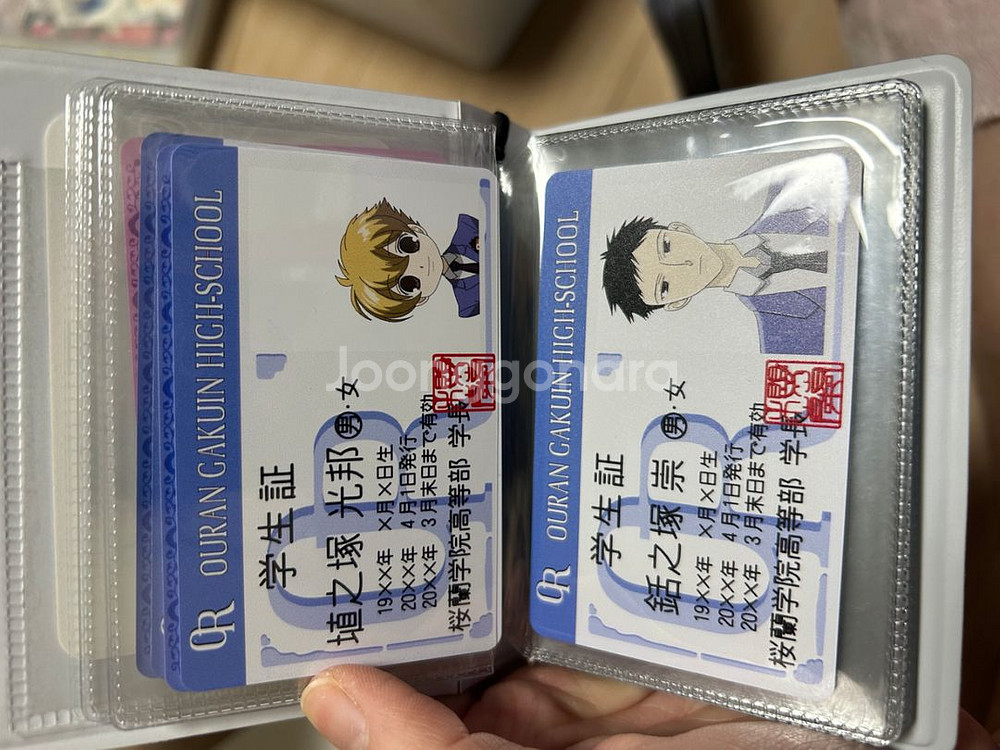 OR OURAN GAKUIN HIGH-SCHOOL
学生証
埴之塚 光邦 男・女
19××年 ×月×日生
20××年 4月1日発行
20××年 3月末日まで有効
桜蘭学院高等部 学長
OR OURAN GAKUIN HIGH-SCHOOL
学生証
銛之塚 崇 男・女
19××年 ×月×日生
20××年 4月1日発行
20××年 3月末日まで有効
桜蘭学院高等部 学長
Joonggonara